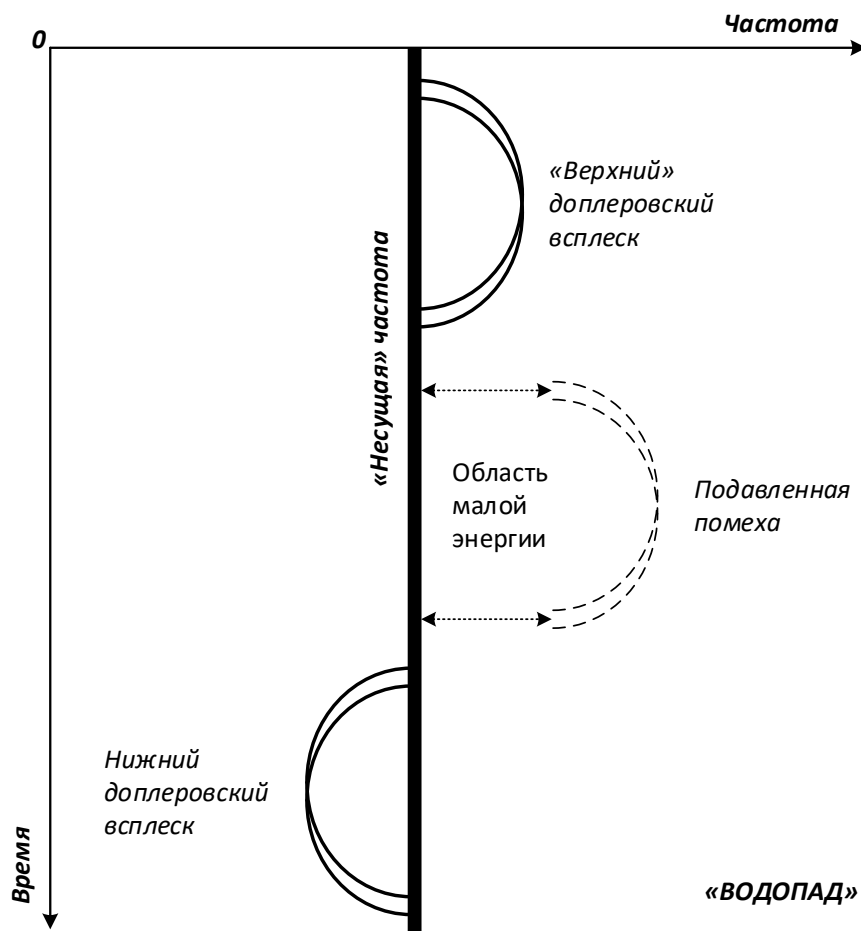 0
Частота
«Верхний»
доплеровский
всплеск
«Несущая» частота
Область
малой
энергии
Подавленная
помеха
Нижний
доплеровский
всплеск
Время
«ВОДОПАД»